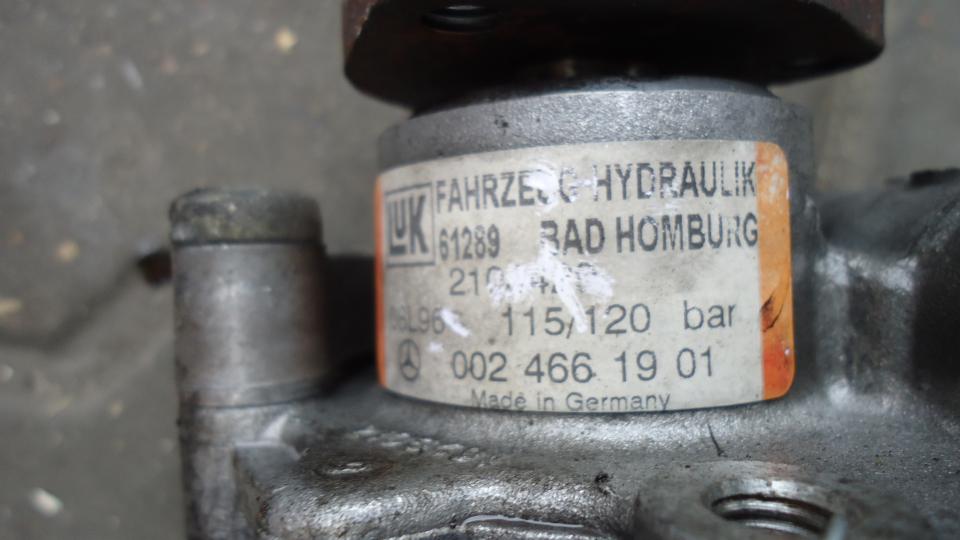 LUK FAHRZEUG-HYDRAULIK
61289 BAD HOMBURG
115/120 bar
002 466 19 01
Made in Germany